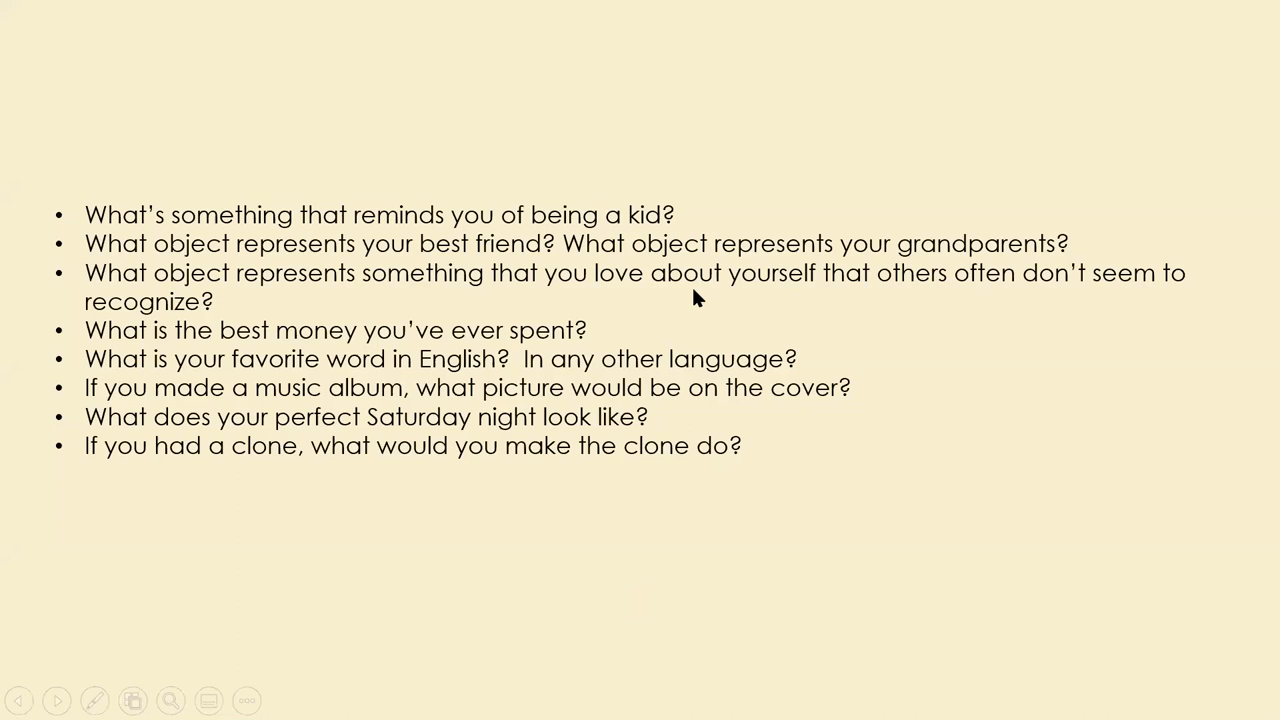 • What’s something that reminds you of being a kid?
• What object represents your best friend? What object represents your grandparents?
• What object represents something that you love about yourself that others often don’t seem to
recognize?
• What is the best money you’ve ever spent?
• What is your favorite word in English?  In any other language?
• If you made a music album, what picture would be on the cover?
• What does your perfect Saturday night look like?
• If you had a clone, what would you make the clone do?